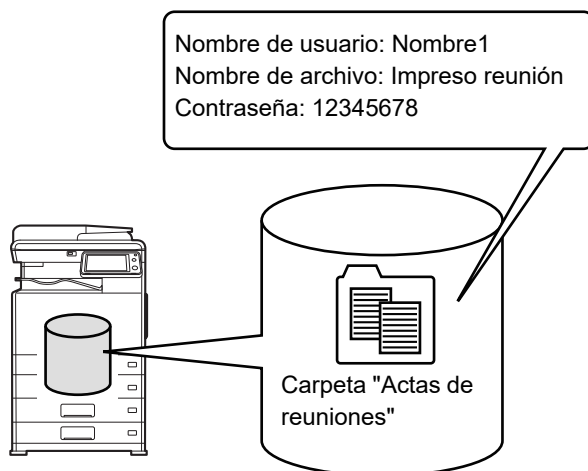 Nombre de usuario: Nombre1
Nombre de archivo: Impreso reunión
Contraseña: 12345678
Carpeta "Actas de
reuniones"